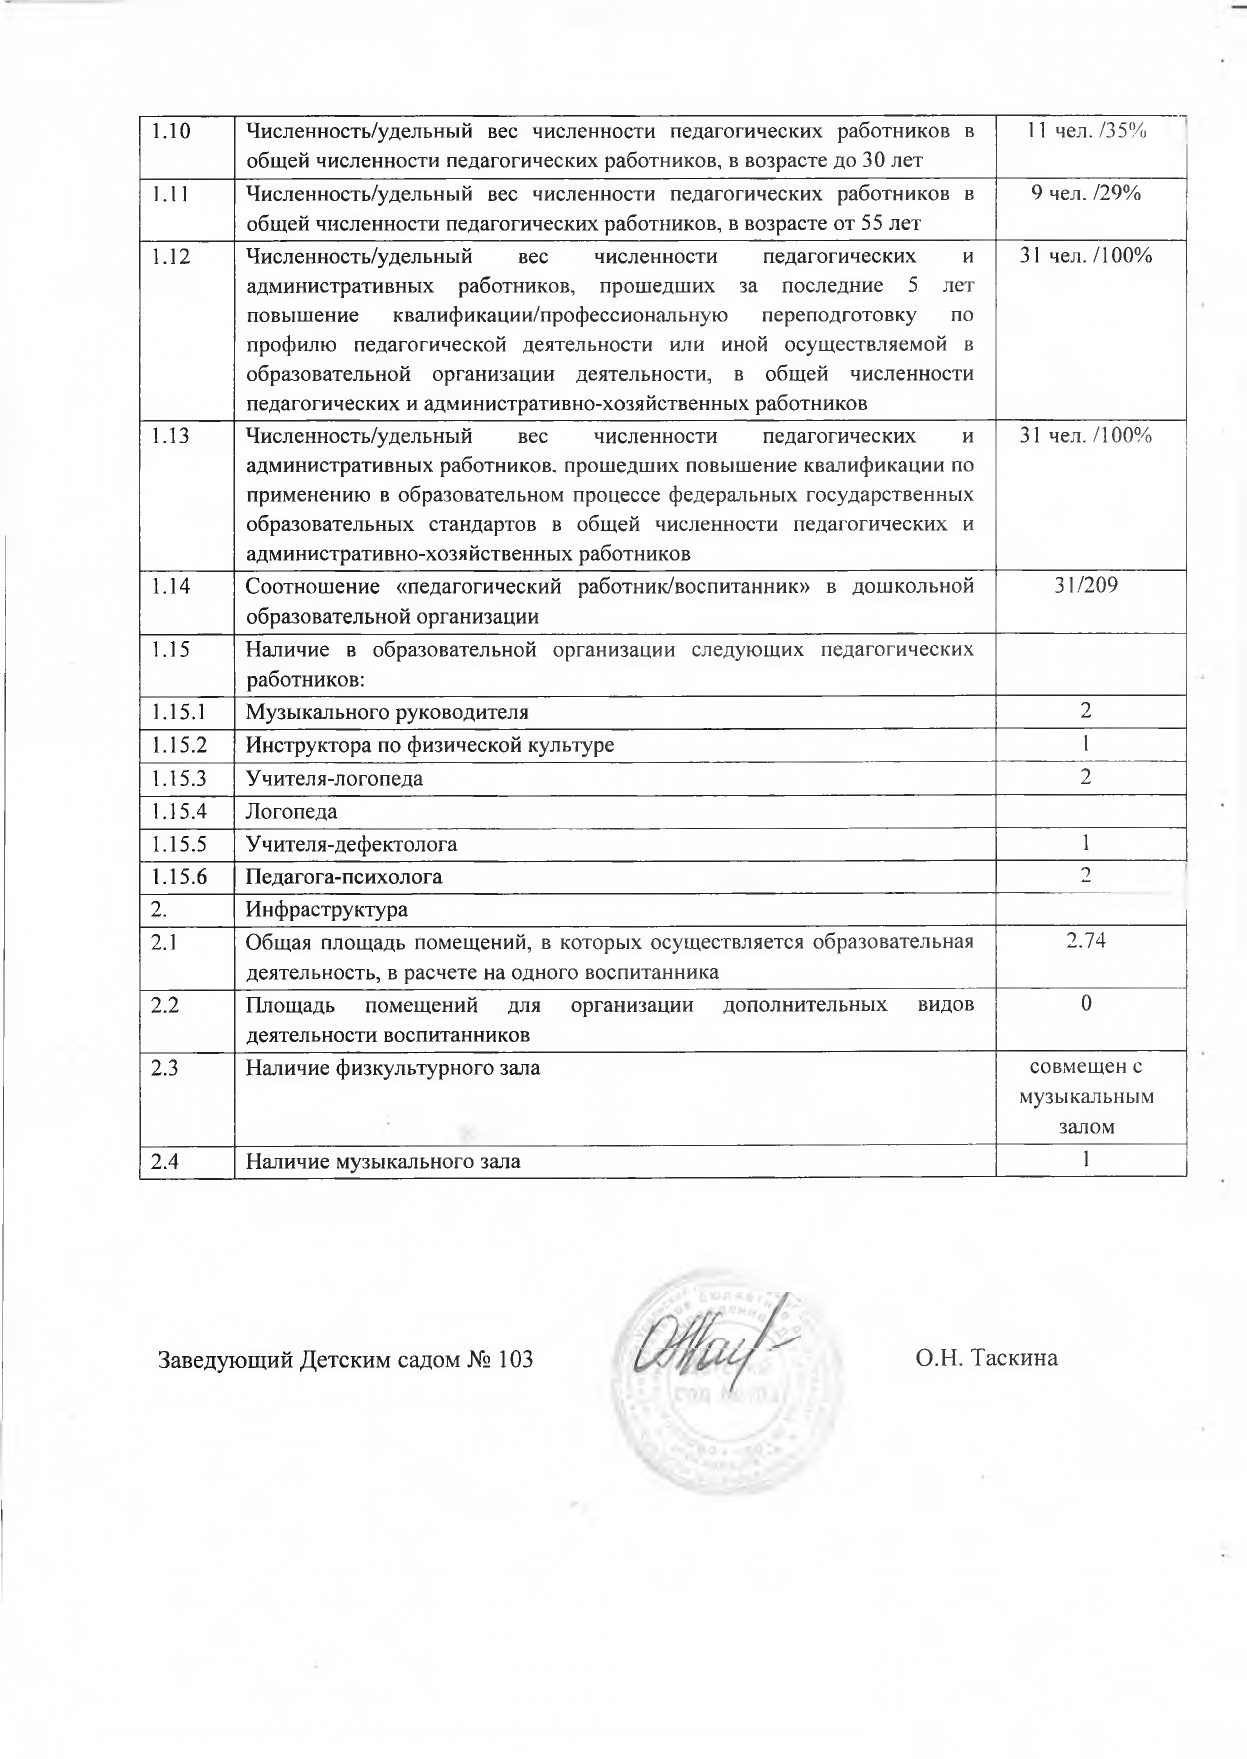 1.10 Численность/удельный вес численности педагогических работников в 11 чел. /35%
общей численности педагогических работников, в возрасте до 30 лет
1.11 Численность/удельный вес численности педагогических работников в 9 чел. /29%
общей численности педагогических работников, в возрасте от 55 лет
1.12 Численность/удельный вес численности педагогических и 31 чел. /100%
административных работников, прошедших за последние 5 лет
повышение квалификации/профессиональную переподготовку по
профилю педагогической деятельности или иной осуществляемой в
образовательной организации деятельности, в общей численности
педагогических и административно-хозяйственных работников
1.13 Численность/удельный вес численности педагогических и 31 чел. /100%
административных работников. прошедших повышение квалификации по
применению в образовательном процессе федеральных государственных
образовательных стандартов в общей численности педагогических и
административно-хозяйственных работников
1.14 Соотношение «педагогический работник/воспитанник» в дошкольной 31/209
образовательной организации
1.15 Наличие в образовательной организации следующих педагогических
работников:
1.15.1 Музыкального руководителя 2
1.15.2 Инструктора по физической культуре 1
1.15.3 Учителя-логопеда 2
1.15.4 Логопеда
1.15.5 Учителя-дефектолога 1
1.15.6 Педагога-психолога 2
2. Инфраструктура
2.1 Общая площадь помещений, в которых осуществляется образовательная 2.74
деятельность, в расчете на одного воспитанника
2.2 Площадь помещений для организации дополнительных видов 0
деятельности воспитанников
2.3 Наличие физкультурного зала совмещен с
музыкальным
залом
2.4 Наличие музыкального зала 1
Заведующий Детским садом № 103 О.Н. Таскина